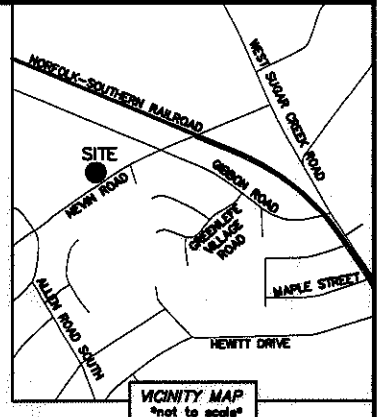 NORFOLK-SOUTHERN RAILROAD
WEST SUGAR CREEK ROAD
SITE
NEVIN ROAD
GIBBON ROAD
GREENLEFE
VILLAGE
ROAD
ALLEN ROAD SOUTH
MAPLE STREET
HEWITT DRIVE
VICINITY MAP
*not to scale*